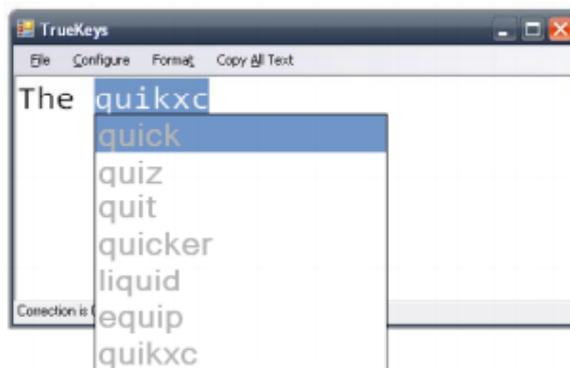 TrueKeys
File Configure Format Copy All Text
The quikxc
quick
quiz
quit
quicker
liquid
Correction is
equip
quikxc